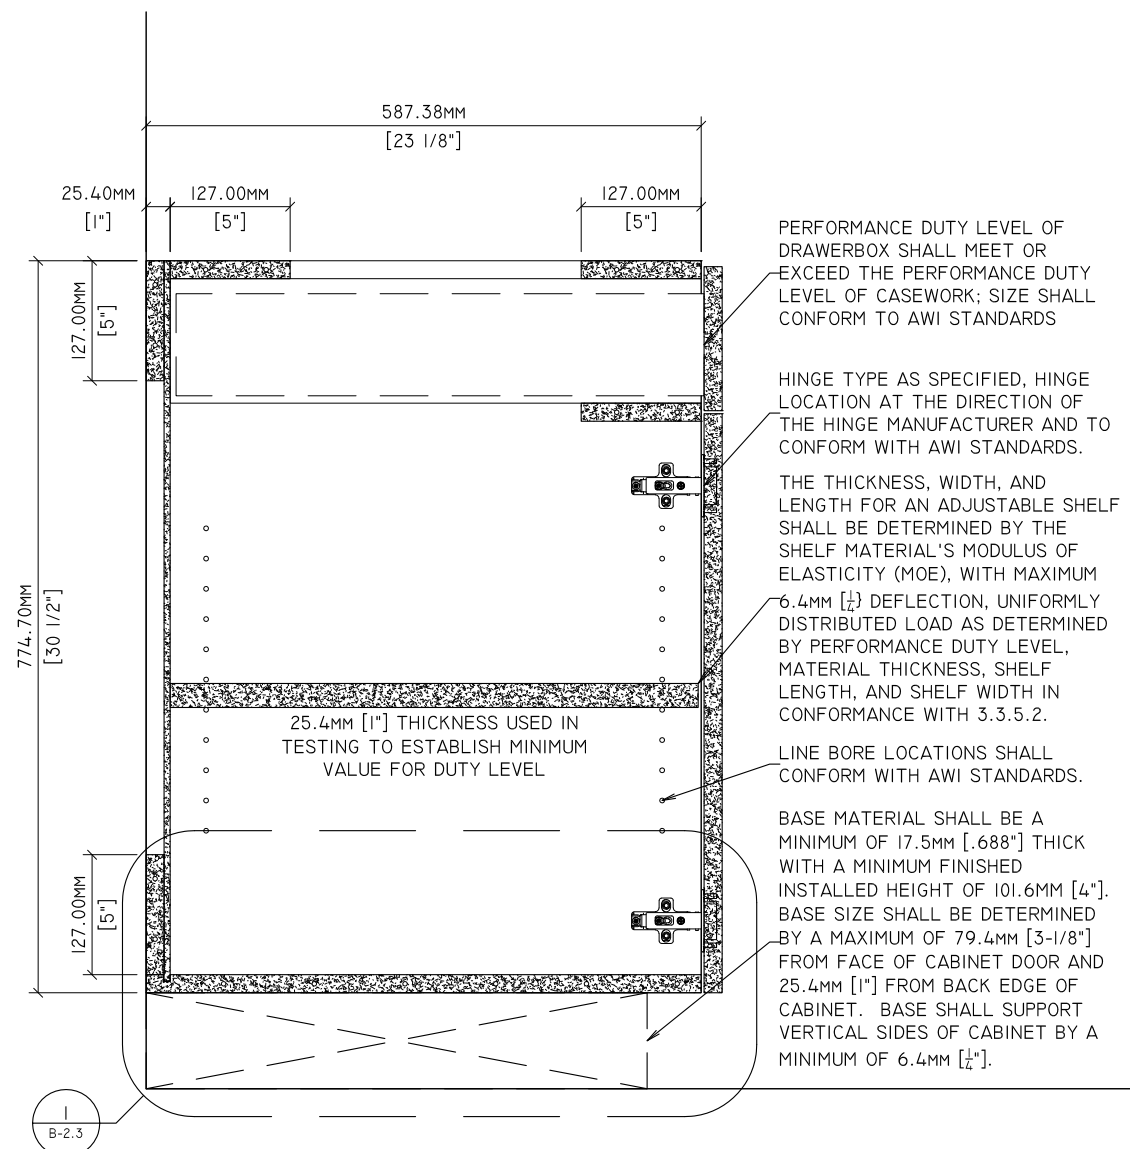 587.38MM
[23 1/8"]
25.40MM
[1"]
127.00MM
[5"]
127.00MM
[5"]
127.00MM
[5"]
774.70MM
[30 1/2"]
127.00MM
[5"]
PERFORMANCE DUTY LEVEL OF
DRAWERBOX SHALL MEET OR
EXCEED THE PERFORMANCE DUTY
LEVEL OF CASEWORK; SIZE SHALL
CONFORM TO AWI STANDARDS
HINGE TYPE AS SPECIFIED, HINGE
LOCATION AT THE DIRECTION OF
THE HINGE MANUFACTURER AND TO
CONFORM WITH AWI STANDARDS.
THE THICKNESS, WIDTH, AND
LENGTH FOR AN ADJUSTABLE SHELF
SHALL BE DETERMINED BY THE
SHELF MATERIAL'S MODULUS OF
ELASTICITY (MOE), WITH MAXIMUM
6.4MM [1/4} DEFLECTION, UNIFORMLY
DISTRIBUTED LOAD AS DETERMINED
BY PERFORMANCE DUTY LEVEL,
MATERIAL THICKNESS, SHELF
LENGTH, AND SHELF WIDTH IN
CONFORMANCE WITH 3.3.5.2.
25.4MM [1"] THICKNESS USED IN
TESTING TO ESTABLISH MINIMUM
VALUE FOR DUTY LEVEL
LINE BORE LOCATIONS SHALL
CONFORM WITH AWI STANDARDS.
BASE MATERIAL SHALL BE A
MINIMUM OF 17.5MM [.688"] THICK
WITH A MINIMUM FINISHED
INSTALLED HEIGHT OF 101.6MM [4"].
BASE SIZE SHALL BE DETERMINED
BY A MAXIMUM OF 79.4MM [3-1/8"]
FROM FACE OF CABINET DOOR AND
25.4MM [1"] FROM BACK EDGE OF
CABINET. BASE SHALL SUPPORT
VERTICAL SIDES OF CABINET BY A
MINIMUM OF 6.4MM [1/4"].
1
B-2.3